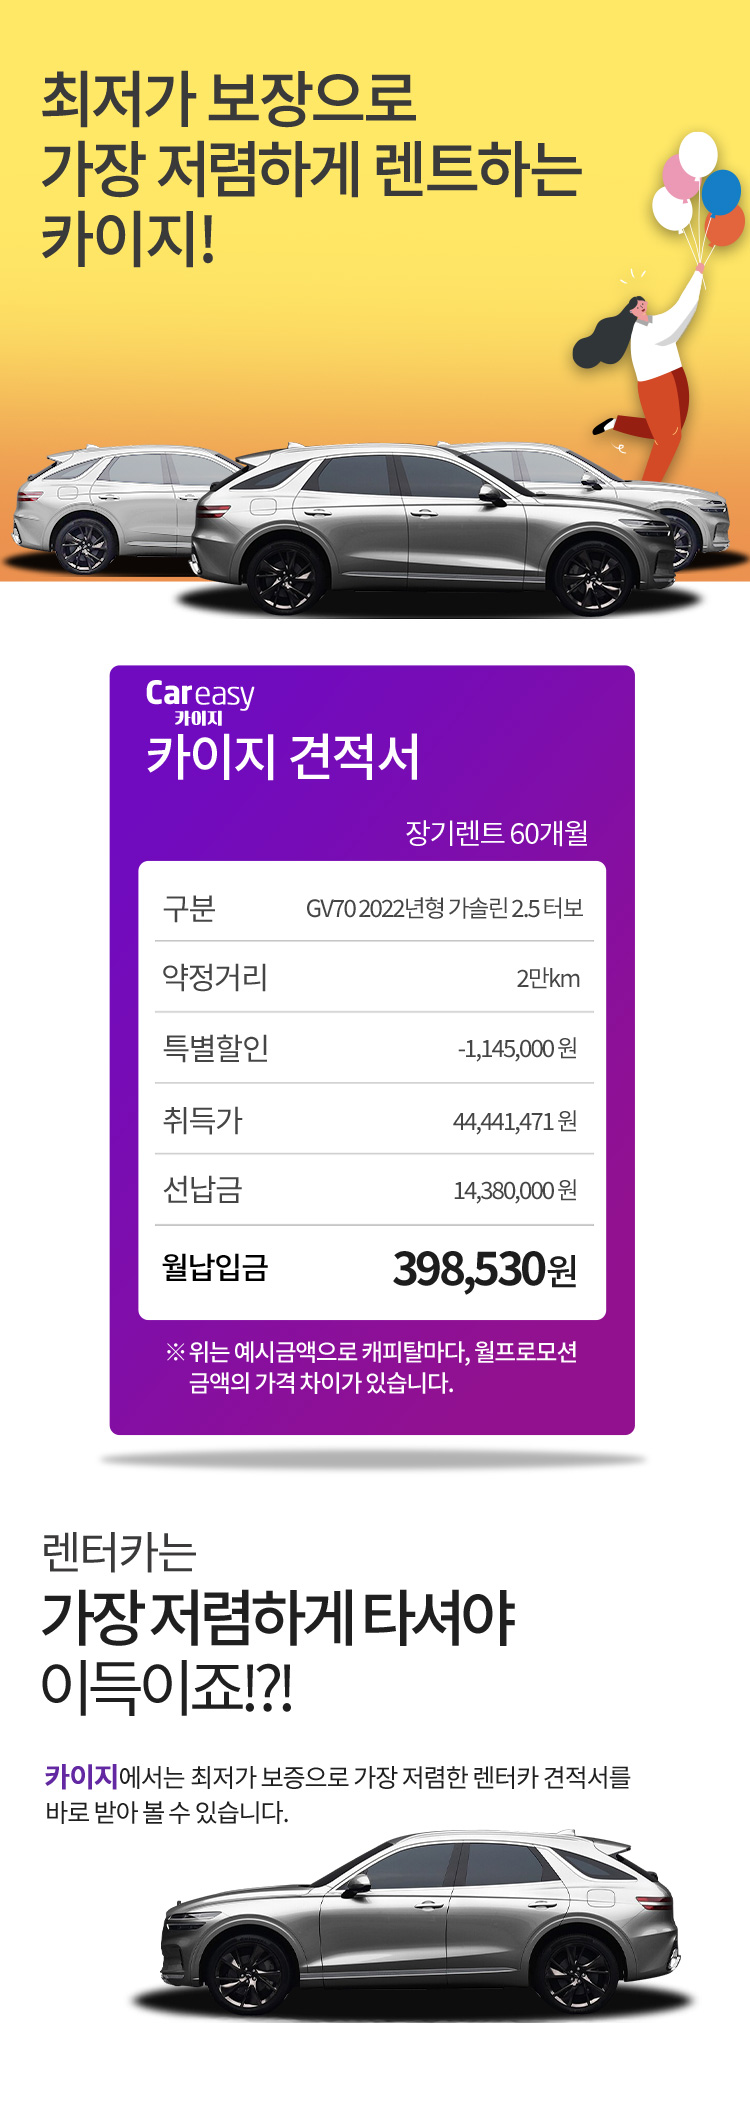 최저가 보장으로
가장 저렴하게 렌트하는
카이지!
Careasy
카이지
카이지 견적서
장기렌트 60개월
구분 GV70 2022년형 가솔린 2.5 터보
약정거리 2만km
특별할인 -1,145,000 원
취득가 44,441,471 원
선납금 14,380,000 원
월납입금 398,530원
※ 위는 예시금액으로 캐피탈마다, 월프로모션
금액의 가격 차이가 있습니다.
렌터카는
가장 저렴하게 타셔야
이득이죠!?!
카이지에서는 최저가 보증으로 가장 저렴한 렌터카 견적서를
바로 받아 볼 수 있습니다.